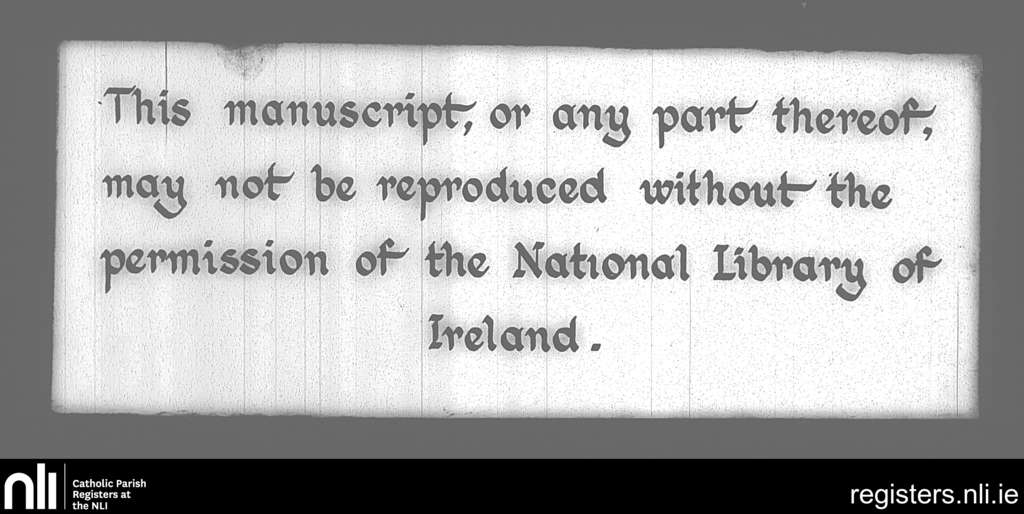 This manuscript, or any part thereof,
may not be reproduced without the
permission of the National Library of
Ireland.
nli
Catholic Parish
Registers at
the NLI
registers.nli.ie